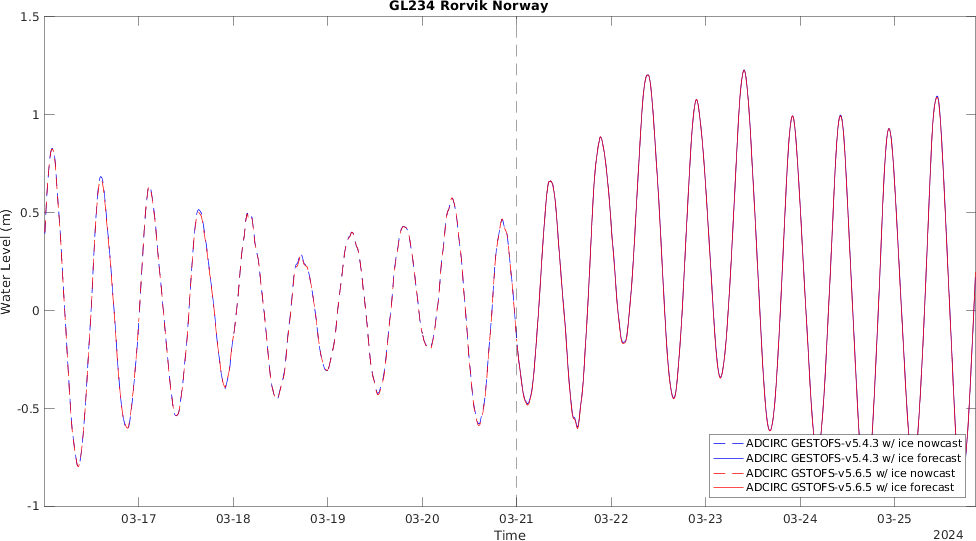 GL234 Rorvik Norway
1.5
1
0.5
0
-0.5
-1
Water Level (m)
03-17 03-18 03-19 03-20 03-21 03-22 03-23 03-24 03-25
Time
2024
ADCIRC GESTOFS-v5.4.3 w/ ice nowcast
ADCIRC GESTOFS-v5.4.3 w/ ice forecast
ADCIRC GSTOFS-v5.6.5 w/ ice nowcast
ADCIRC GSTOFS-v5.6.5 w/ ice forecast